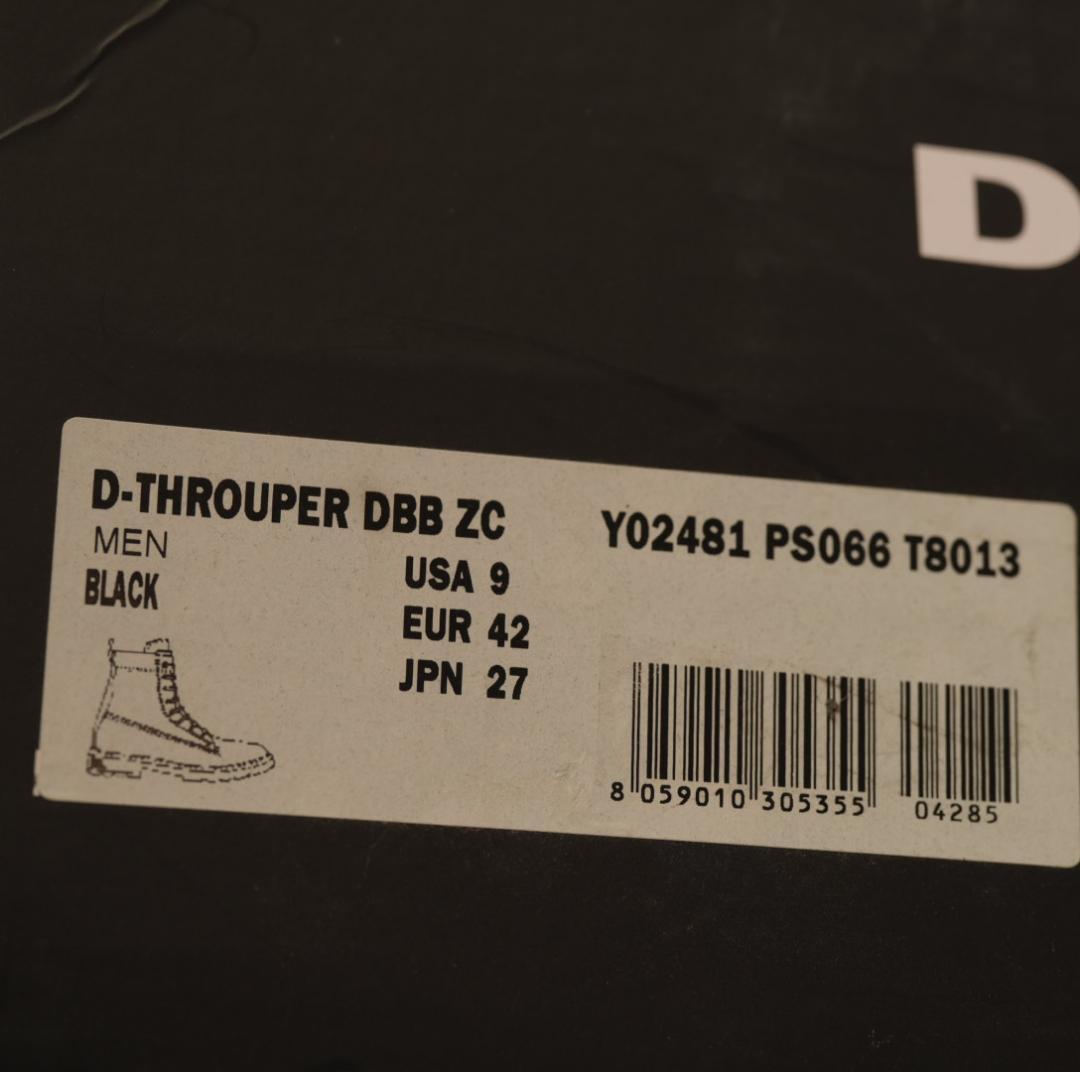 D
D-THROUPER DBB ZC
MEN
BLACK
USA 9
EUR 42
JPN 27
Y02481 PS066 T8013
8 059010 305355
04285